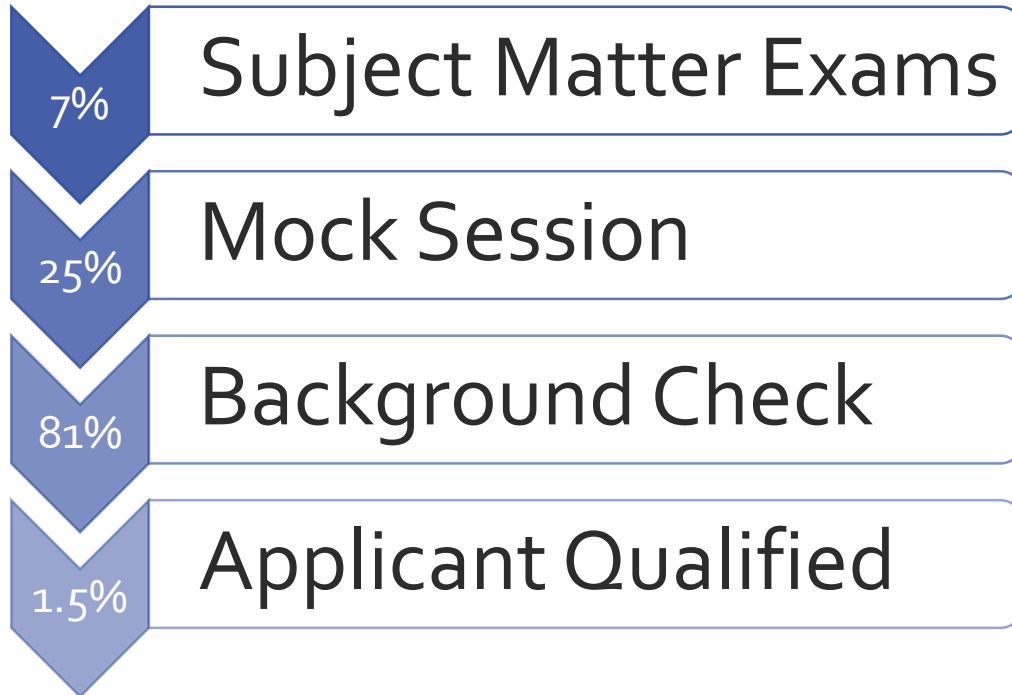 7%
Subject Matter Exams
25%
Mock Session
81%
Background Check
1.5%
Applicant Qualified